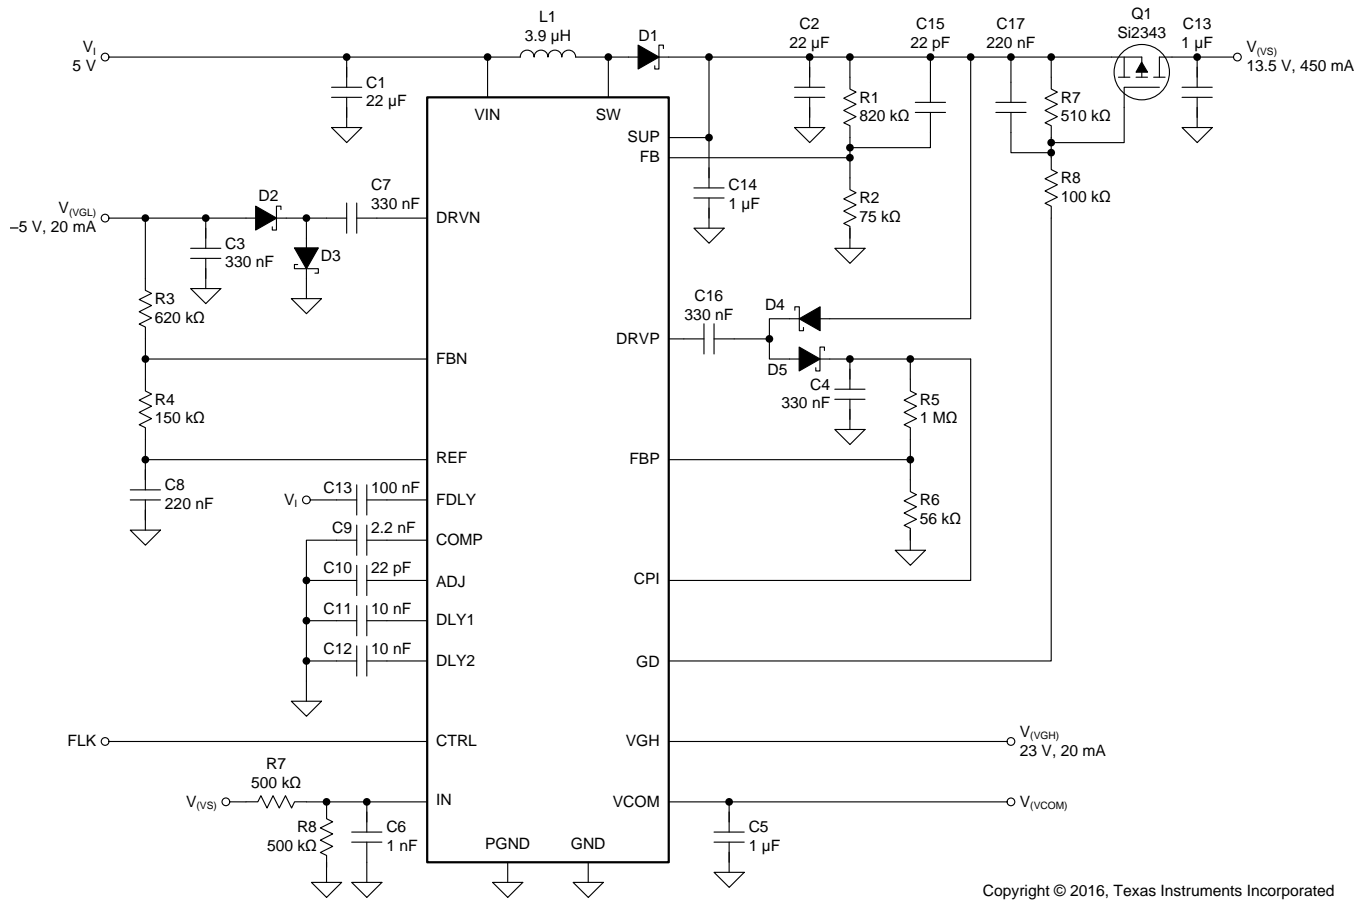 L1
3.9 µH
D1
C2
22 µF
C15
22 pF
C17
220 nF
Q1
Si2343
C13
1 µF
VI
5 V
V(VS)
13.5 V, 450 mA
C1
22 µF
VIN
SW
R1
820 kΩ
R7
510 kΩ
SUP
FB
C14
1 µF
R2
75 kΩ
R8
100 kΩ
V(VGL)
–5 V, 20 mA
D2
C7
330 nF
DRVN
C3
330 nF
D3
R3
620 kΩ
C16
330 nF
D4
DRVP
D5
FBN
C4
330 nF
R5
1 MΩ
R4
150 kΩ
REF
FBP
C8
220 nF
VI
C13
100 nF
FDLY
R6
56 kΩ
C9
2.2 nF
COMP
C10
22 pF
ADJ
CPI
C11
10 nF
DLY1
C12
10 nF
DLY2
GD
FLK
CTRL
VGH
V(VGH)
23 V, 20 mA
R7
500 kΩ
V(VS)
IN
VCOM
V(VCOM)
R8
500 kΩ
C6
1 nF
PGND
GND
C5
1 µF
Copyright © 2016, Texas Instruments Incorporated